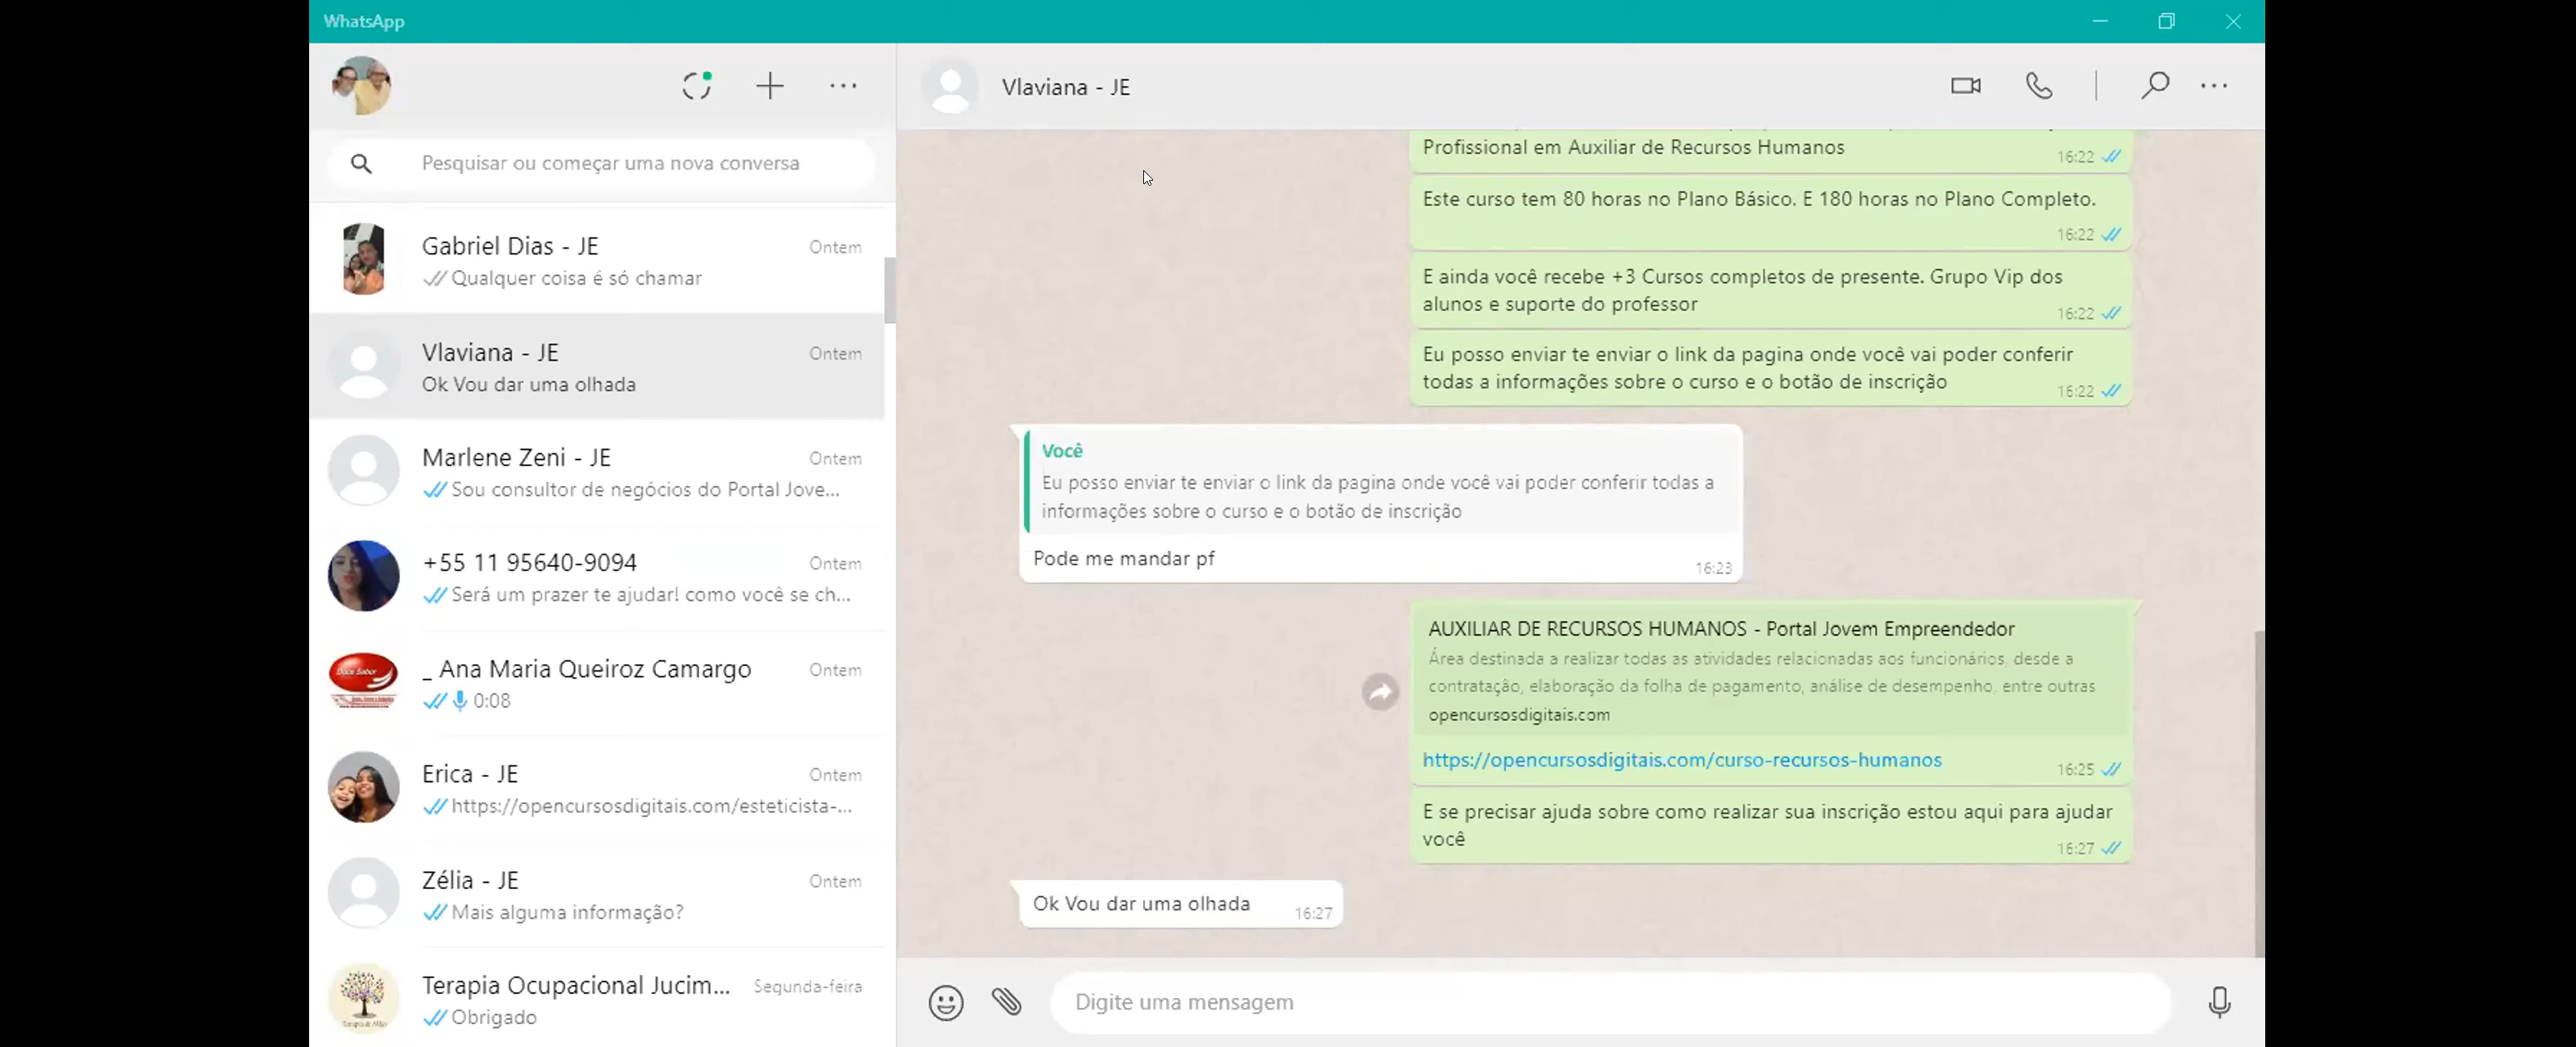 WhatsApp
Pesquisar ou começar uma nova conversa
Gabriel Dias - JE
Ontem
Qualquer coisa é só chamar
Vlaviana - JE
Ontem
Ok Vou dar uma olhada
Marlene Zeni - JE
Ontem
Sou consultor de negócios do Portal Jove...
+55 11 95640-9094
Ontem
Será um prazer te ajudar! como você se ch...
_ Ana Maria Queiroz Camargo
Ontem
0:08
Erica - JE
Ontem
https://opencursosdigitais.com/esteticista-...
Zélia - JE
Ontem
Mais alguma informação?
Terapia Ocupacional Jucim...
Segunda-feira
Obrigado
Vlaviana - JE
Profissional em Auxiliar de Recursos Humanos
16:22
Este curso tem 80 horas no Plano Básico. E 180 horas no Plano Completo.
16:22
E ainda você recebe +3 Cursos completos de presente. Grupo Vip dos
alunos e suporte do professor
16:22
Eu posso enviar te enviar o link da pagina onde você vai poder conferir
todas a informações sobre o curso e o botão de inscrição
16:22
Você
Eu posso enviar te enviar o link da pagina onde você vai poder conferir todas a
informações sobre o curso e o botão de inscrição
Pode me mandar pf
16:23
AUXILIAR DE RECURSOS HUMANOS - Portal Jovem Empreendedor
Área destinada a realizar todas as atividades relacionadas aos funcionários, desde a
contratação, elaboração da folha de pagamento, análise de desempenho, entre outras
opencursosdigitais.com
https://opencursosdigitais.com/curso-recursos-humanos
16:25
E se precisar ajuda sobre como realizar sua inscrição estou aqui para ajudar
você
16:27
Ok Vou dar uma olhada
16:27
Digite uma mensagem